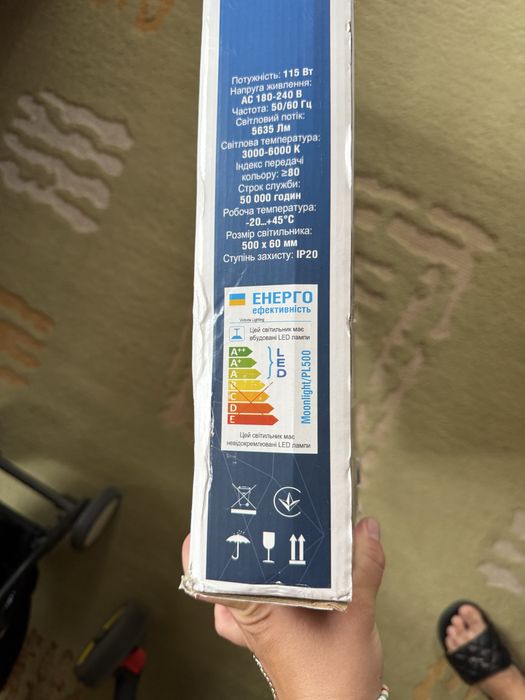 Потужність: 115 Вт
Напруга живлення:
AC 180-240 В
Частота: 50/60 Гц
Світловий потік:
5635 Лм
Світлова температура:
3000-6000 К
Індекс передачі
кольору: ≥80
Строк служби:
50 000 годин
Робоча температура:
-20...+45°C
Розмір світильника:
500 x 60 мм
Ступінь захисту: IP20
ЕНЕРГО
ефективність
Цей світильник має
вбудовані LED лампи
A++
A+
A
B
C
D
E
LED
Moonlight/PL500
Цей світильник має
невідокремлювані LED лампи